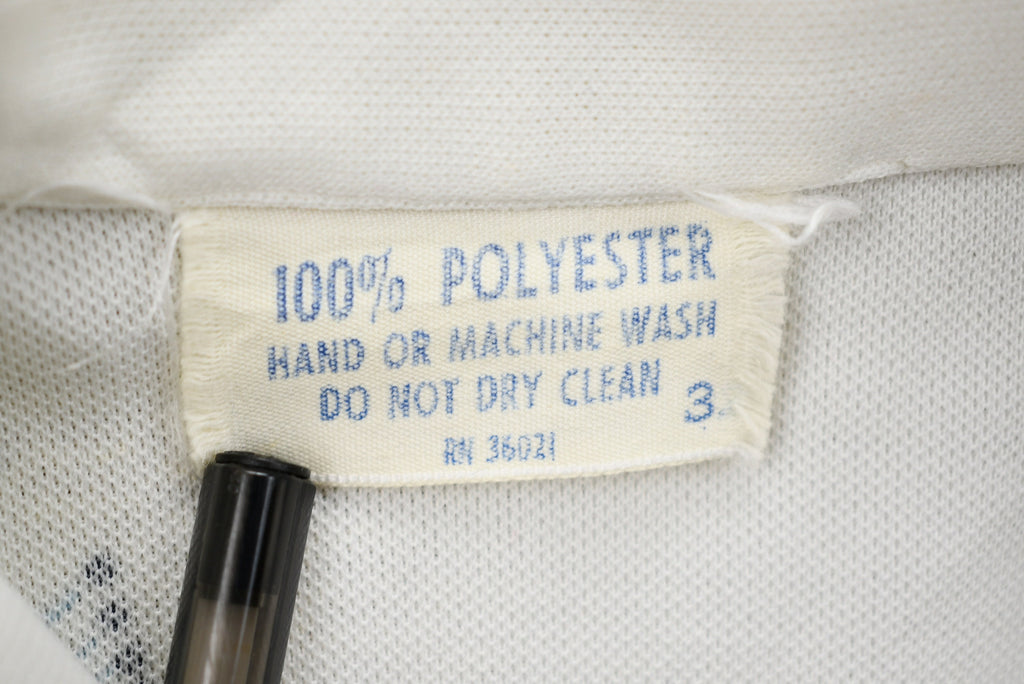 100% POLYESTER
HAND OR MACHINE WASH
DO NOT DRY CLEAN
3
RN 36021